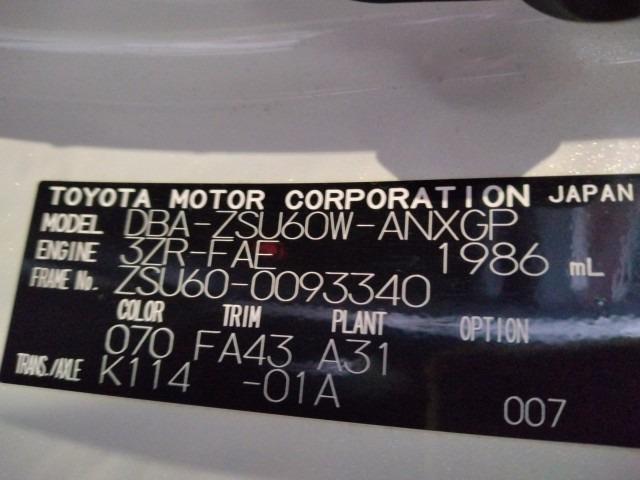 TOYOTA MOTOR CORPORATION JAPAN
MODEL DBA-ZSU60W-ANXGP
ENGINE 3ZR-FAE 1986 mL
FRAME No. ZSU60-0093340
COLOR TRIM PLANT OPTION
070 FA43 A31
TRANS./AXLE K114 -01A 007